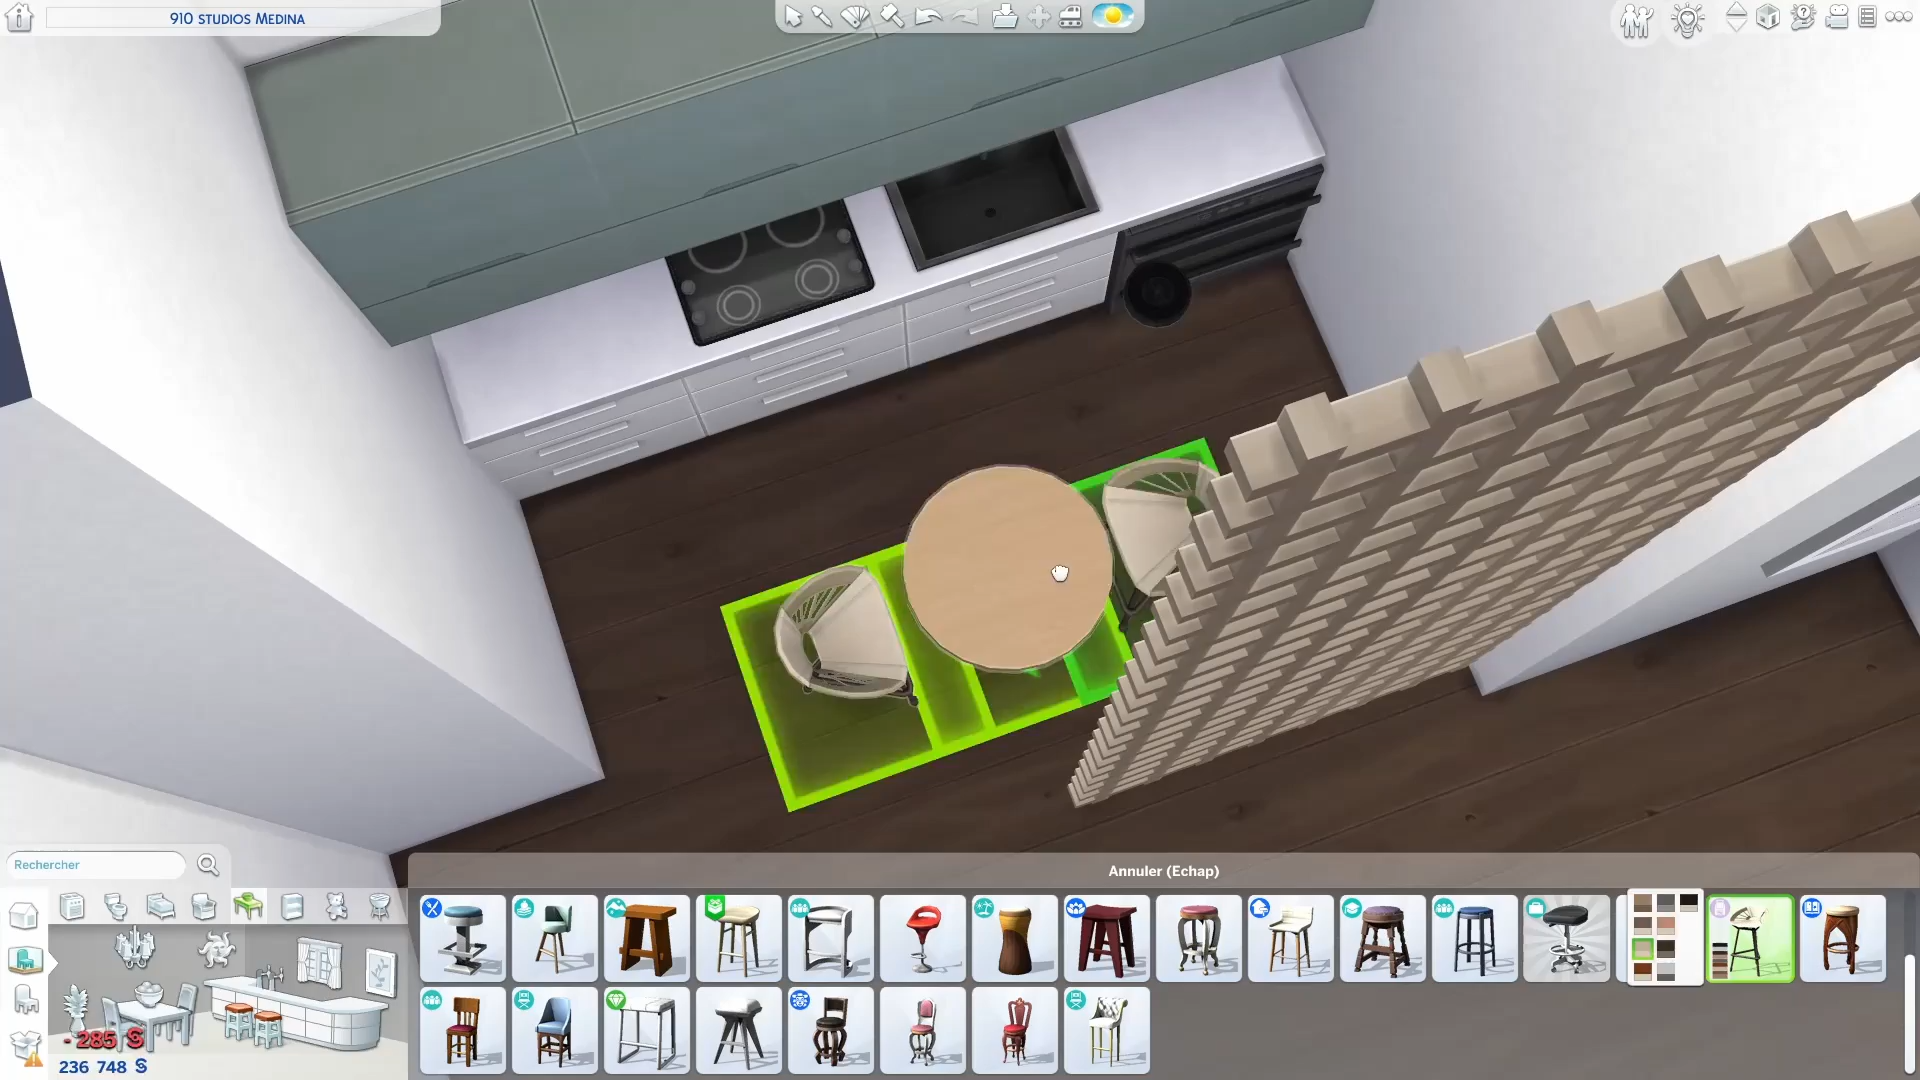 910 STUDIOS MEDINA
Rechercher
Annuler (Echap)
- 285 §
236 748 §